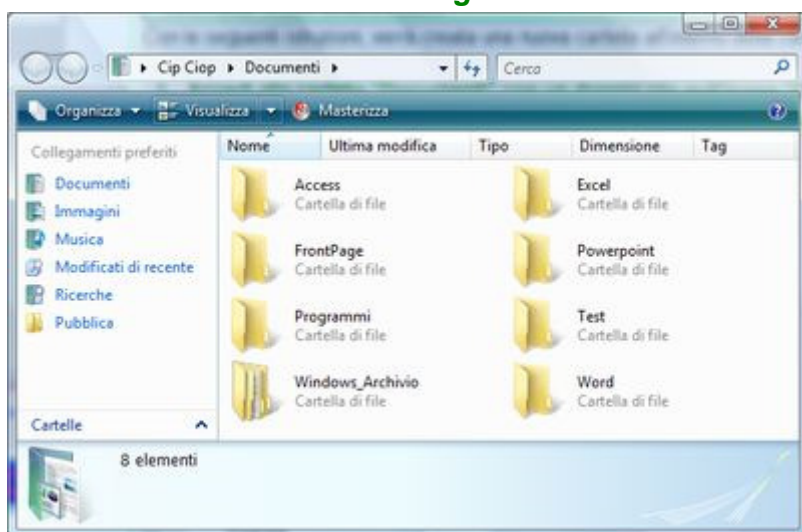 Cip Ciop Documenti Cerca
Organizza Visualizza Masterizza
Collegamenti preferiti
Documenti
Immagini
Musica
Modificati di recente
Ricerche
Pubblica
Cartelle
Nome Ultima modifica Tipo Dimensione Tag
Access
Cartella di file
Excel
Cartella di file
FrontPage
Cartella di file
Powerpoint
Cartella di file
Programmi
Cartella di file
Test
Cartella di file
Windows_Archivio
Cartella di file
Word
Cartella di file
8 elementi